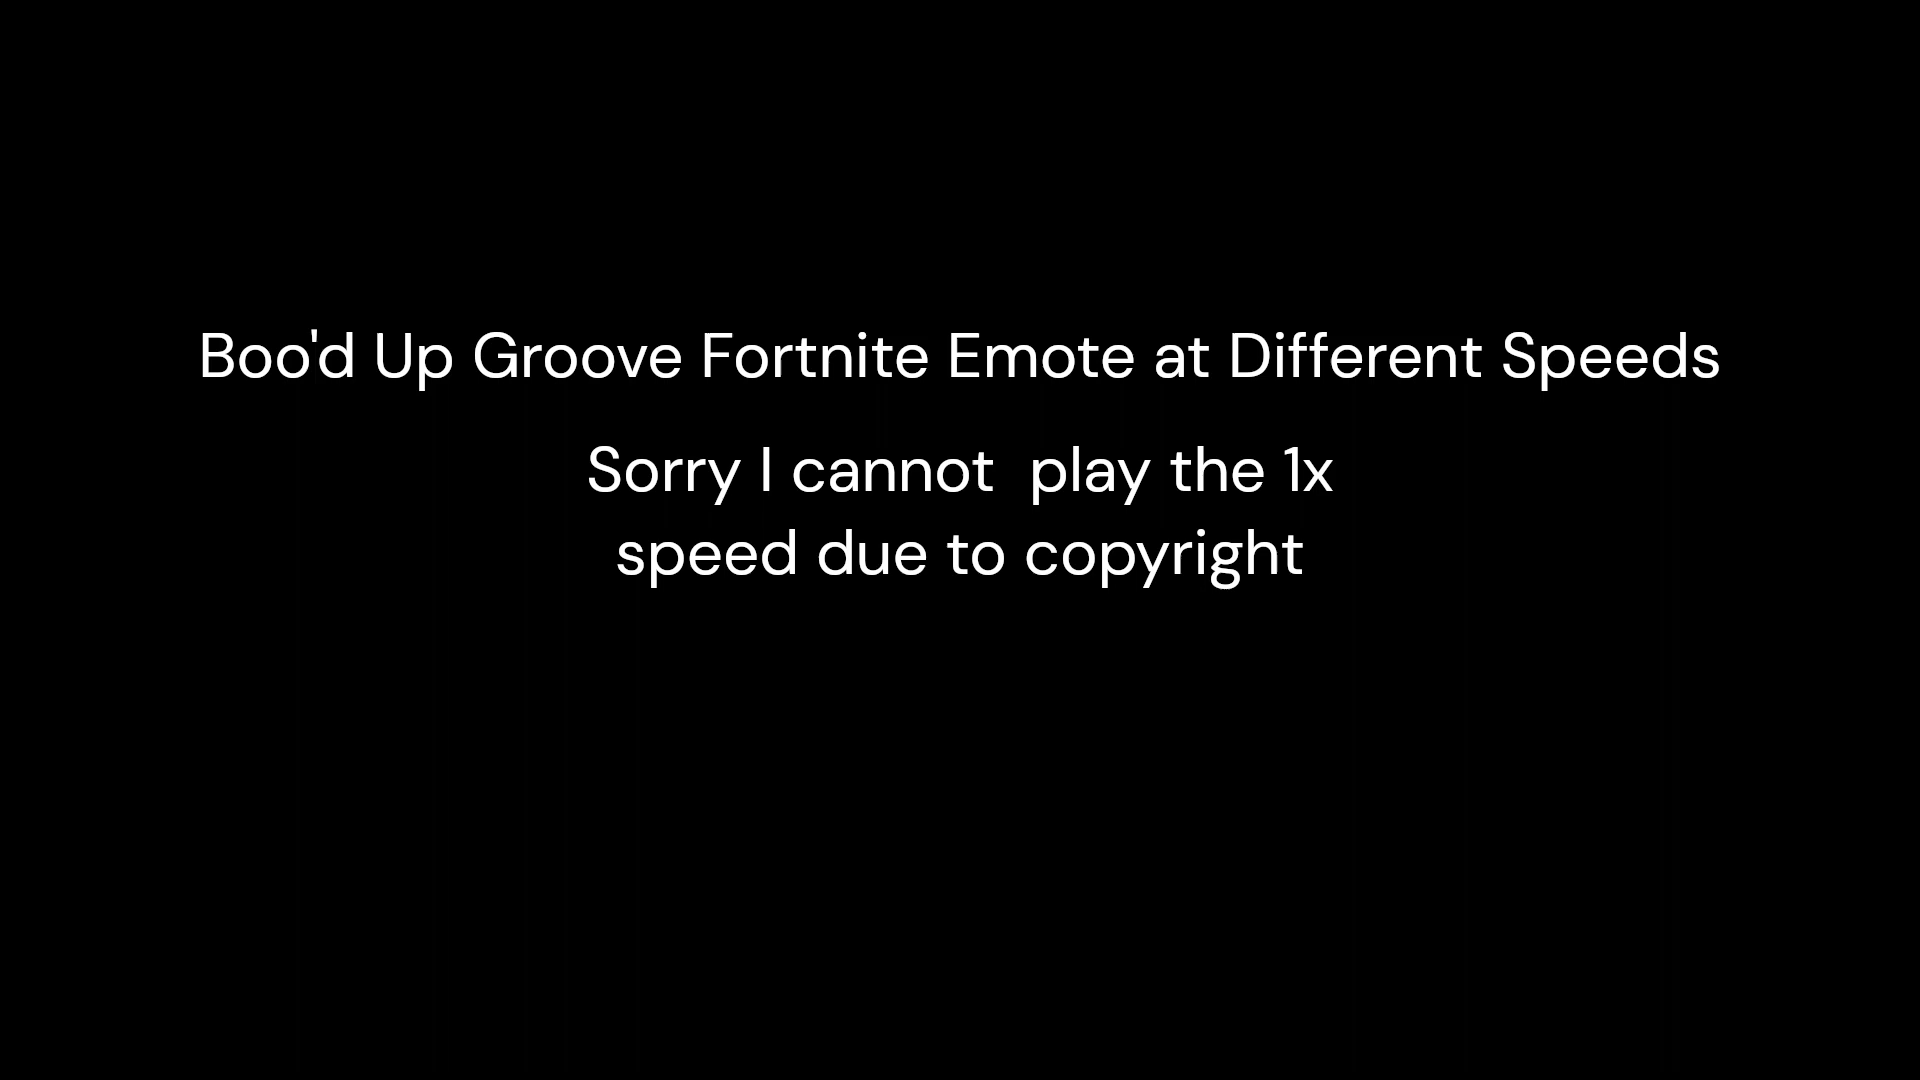 Boo'd Up Groove Fortnite Emote at Different Speeds
Sorry I cannot  play the 1x
speed due to copyright